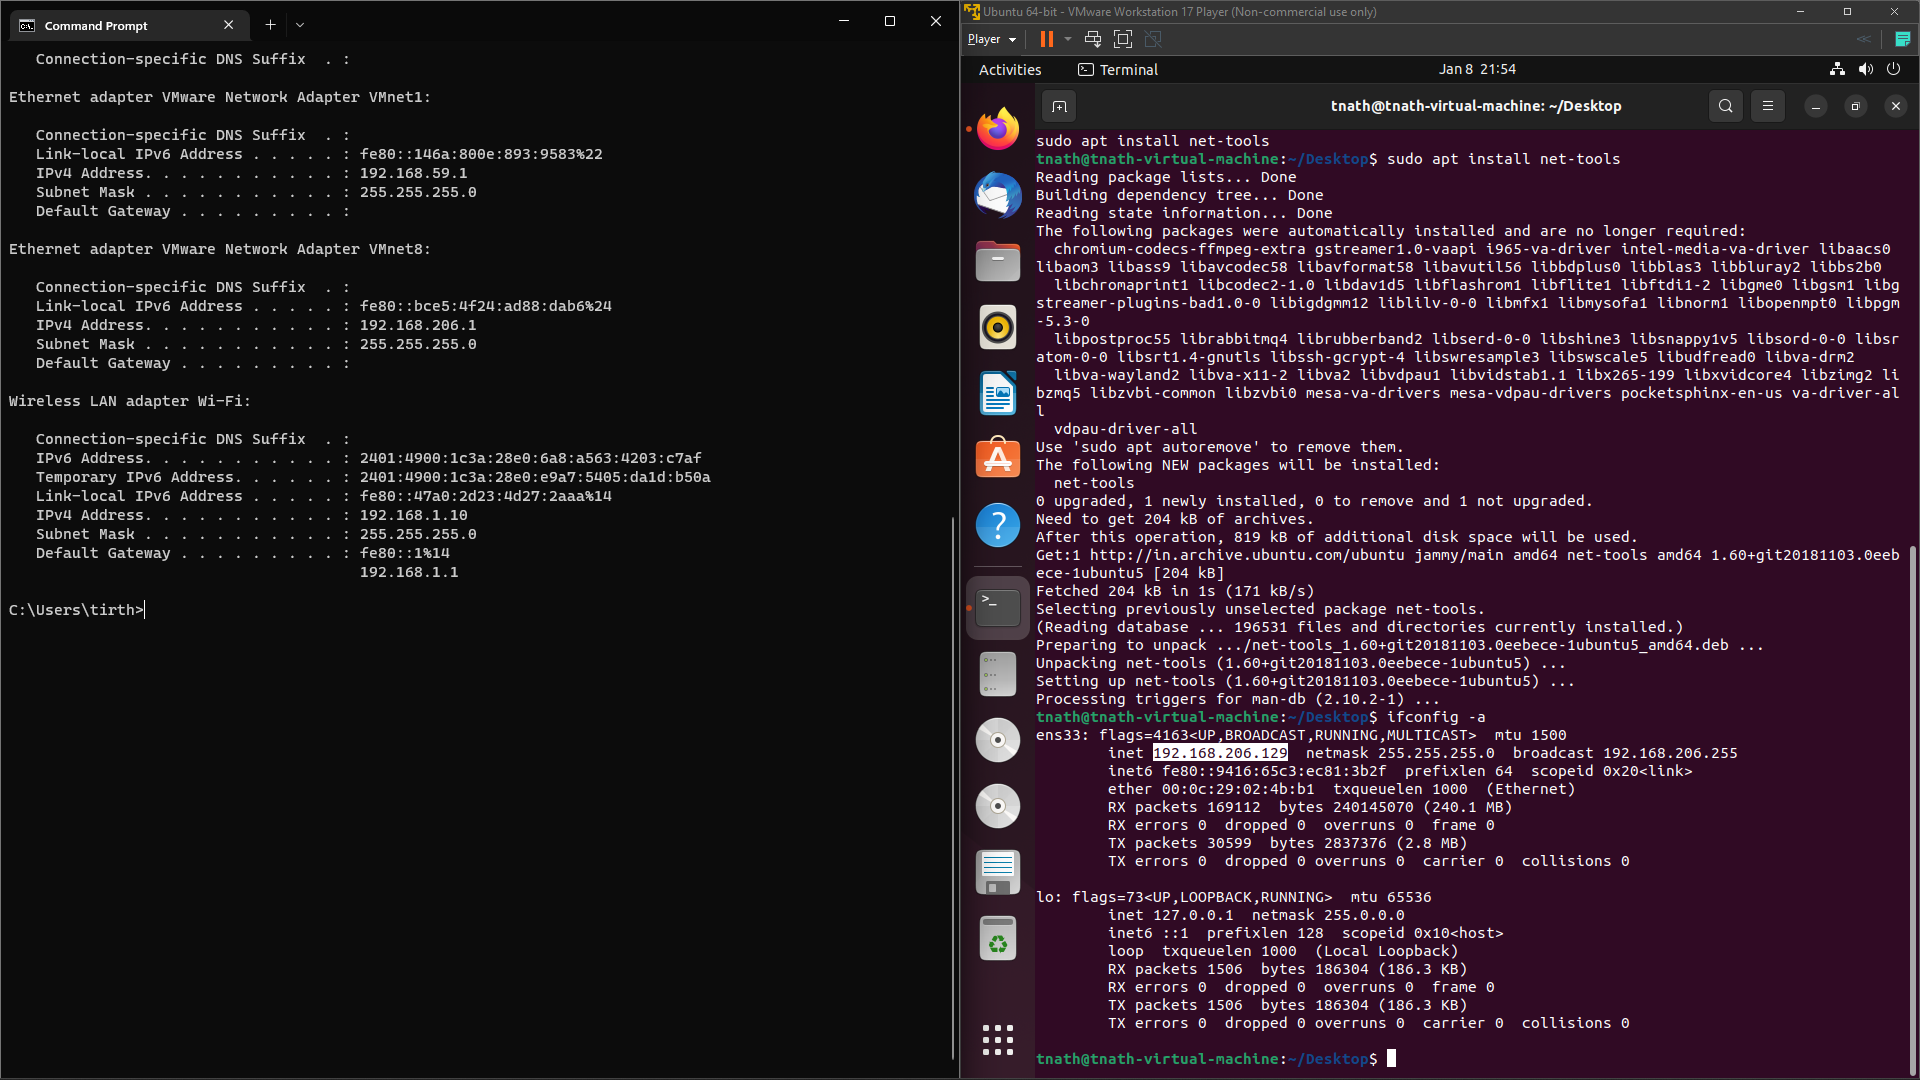 Command Prompt
   Connection-specific DNS Suffix  . :
Ethernet adapter VMware Network Adapter VMnet1:
   Connection-specific DNS Suffix  . :
   Link-local IPv6 Address . . . . . : fe80::146a:800e:893:9583%22
   IPv4 Address. . . . . . . . . . . : 192.168.59.1
   Subnet Mask . . . . . . . . . . . : 255.255.255.0
   Default Gateway . . . . . . . . . :
Ethernet adapter VMware Network Adapter VMnet8:
   Connection-specific DNS Suffix  . :
   Link-local IPv6 Address . . . . . : fe80::bce5:4f24:ad88:dab6%24
   IPv4 Address. . . . . . . . . . . : 192.168.206.1
   Subnet Mask . . . . . . . . . . . : 255.255.255.0
   Default Gateway . . . . . . . . . :
Wireless LAN adapter Wi-Fi:
   Connection-specific DNS Suffix  . :
   IPv6 Address. . . . . . . . . . . : 2401:4900:1c3a:28e0:6a8:a563:4203:c7af
   Temporary IPv6 Address. . . . . . : 2401:4900:1c3a:28e0:e9a7:5405:da1d:b50a
   Link-local IPv6 Address . . . . . : fe80::47a0:2d23:4d27:2aaa%14
   IPv4 Address. . . . . . . . . . . : 192.168.1.10
   Subnet Mask . . . . . . . . . . . : 255.255.255.0
   Default Gateway . . . . . . . . . : fe80::1%14
                                       192.168.1.1
C:\Users\tirth>
Ubuntu 64-bit - VMware Workstation 17 Player (Non-commercial use only)
Player
Activities Terminal Jan 8 21:54
tnath@tnath-virtual-machine: ~/Desktop
sudo apt install net-tools
tnath@tnath-virtual-machine:~/Desktop$ sudo apt install net-tools
Reading package lists... Done
Building dependency tree... Done
Reading state information... Done
The following packages were automatically installed and are no longer required:
  chromium-codecs-ffmpeg-extra gstreamer1.0-vaapi i965-va-driver intel-media-va-driver libaacs0
libaom3 libass9 libavcodec58 libavformat58 libavutil56 libbdplus0 libblas3 libbluray2 libbs2b0
  libchromaprint1 libcodec2-1.0 libdav1d5 libflashrom1 libflite1 libftdi1-2 libgme0 libgsm1 libg
streamer-plugins-bad1.0-0 libigdgmm12 liblilv-0-0 libmfx1 libmysofa1 libnorm1 libopenmpt0 libpgm
-5.3-0
  libpostproc55 librabbitmq4 librubberband2 libserd-0-0 libshine3 libsnappy1v5 libsord-0-0 libsr
atom-0-0 libsrt1.4-gnutls libssh-gcrypt-4 libswresample3 libswscale5 libudfread0 libva-drm2
  libva-wayland2 libva-x11-2 libva2 libvdpau1 libvidstab1.1 libx265-199 libxvidcore4 libzimg2 li
bzmq5 libzvbi-common libzvbi0 mesa-va-drivers mesa-vdpau-drivers pocketsphinx-en-us va-driver-al
l
  vdpau-driver-all
Use 'sudo apt autoremove' to remove them.
The following NEW packages will be installed:
  net-tools
0 upgraded, 1 newly installed, 0 to remove and 1 not upgraded.
Need to get 204 kB of archives.
After this operation, 819 kB of additional disk space will be used.
Get:1 http://in.archive.ubuntu.com/ubuntu jammy/main amd64 net-tools amd64 1.60+git20181103.0eeb
ece-1ubuntu5 [204 kB]
Fetched 204 kB in 1s (171 kB/s)
Selecting previously unselected package net-tools.
(Reading database ... 196531 files and directories currently installed.)
Preparing to unpack .../net-tools_1.60+git20181103.0eebece-1ubuntu5_amd64.deb ...
Unpacking net-tools (1.60+git20181103.0eebece-1ubuntu5) ...
Setting up net-tools (1.60+git20181103.0eebece-1ubuntu5) ...
Processing triggers for man-db (2.10.2-1) ...
tnath@tnath-virtual-machine:~/Desktop$ ifconfig -a
ens33: flags=4163<UP,BROADCAST,RUNNING,MULTICAST>  mtu 1500
        inet 192.168.206.129  netmask 255.255.255.0  broadcast 192.168.206.255
        inet6 fe80::9416:65c3:ec81:3b2f  prefixlen 64  scopeid 0x20<link>
        ether 00:0c:29:02:4b:b1  txqueuelen 1000  (Ethernet)
        RX packets 169112  bytes 240145070 (240.1 MB)
        RX errors 0  dropped 0  overruns 0  frame 0
        TX packets 30599  bytes 2837376 (2.8 MB)
        TX errors 0  dropped 0 overruns 0  carrier 0  collisions 0
lo: flags=73<UP,LOOPBACK,RUNNING>  mtu 65536
        inet 127.0.0.1  netmask 255.0.0.0
        inet6 ::1  prefixlen 128  scopeid 0x10<host>
        loop  txqueuelen 1000  (Local Loopback)
        RX packets 1506  bytes 186304 (186.3 KB)
        RX errors 0  dropped 0  overruns 0  frame 0
        TX packets 1506  bytes 186304 (186.3 KB)
        TX errors 0  dropped 0 overruns 0  carrier 0  collisions 0
tnath@tnath-virtual-machine:~/Desktop$